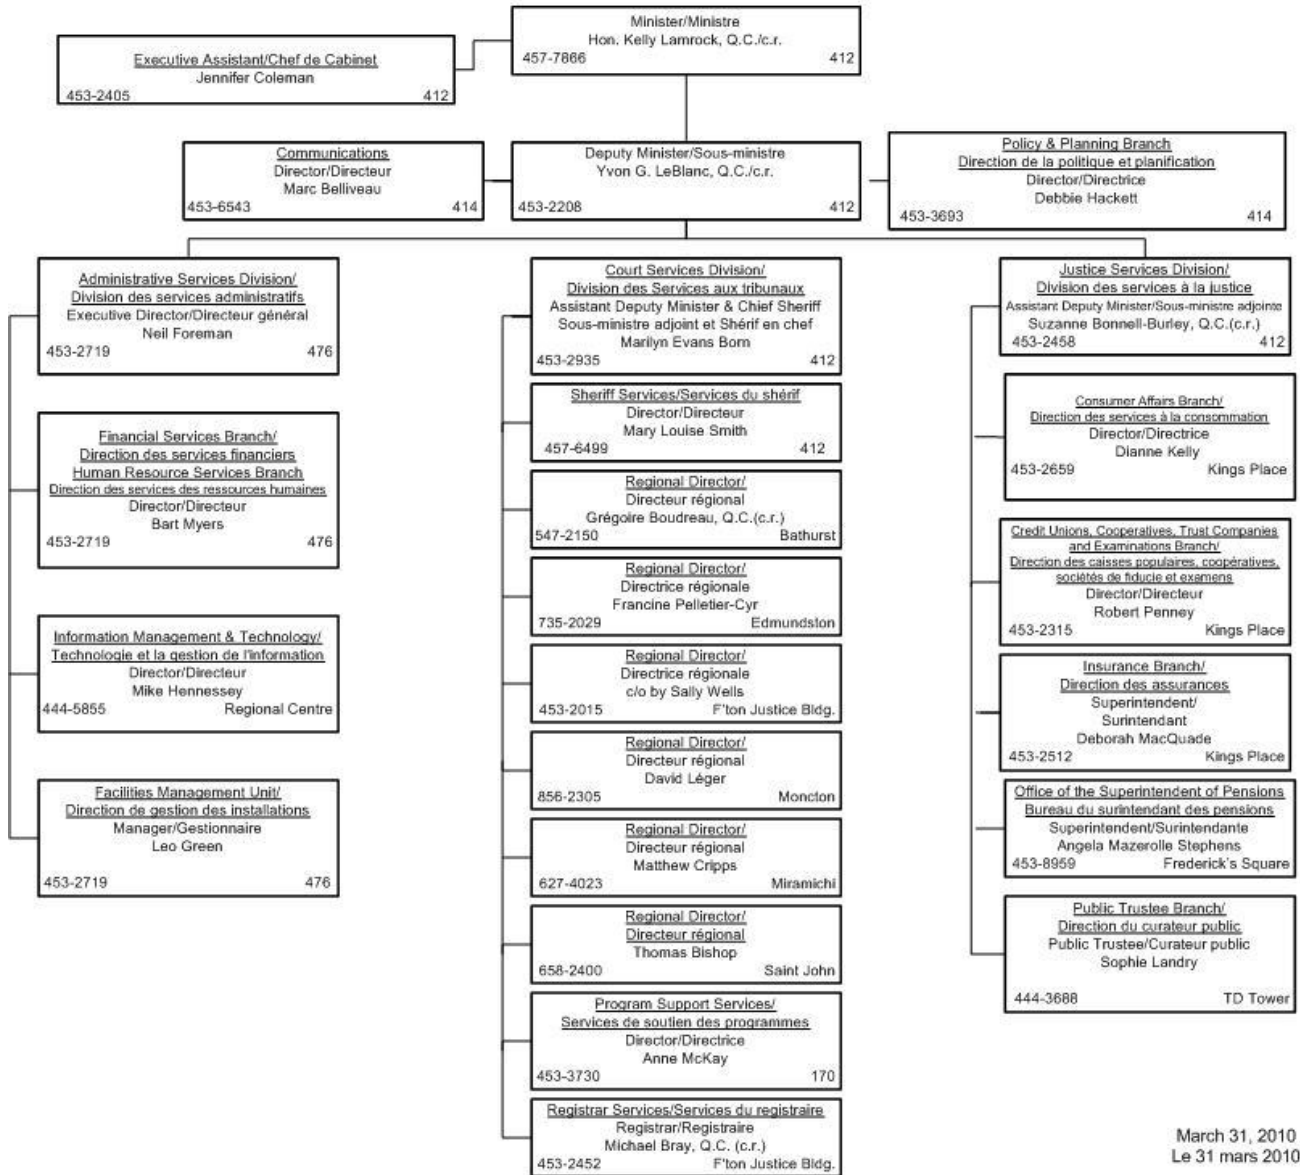 Minister/Ministre
Hon. Kelly Lamrock, Q.C./c.r.
457-7866 412
Executive Assistant/Chef de Cabinet
Jennifer Coleman
453-2405 412
Communications
Director/Directeur
Marc Belliveau
453-6543 414
Deputy Minister/Sous-ministre
Yvon G. LeBlanc, Q.C./c.r.
453-2208 412
Policy & Planning Branch
Direction de la politique et planification
Director/Directrice
Debbie Hackett
453-3693 414
Administrative Services Division/
Division des services administratifs
Executive Director/Directeur général
Neil Foreman
453-2719 476
Financial Services Branch/
Direction des services financiers
Human Resource Services Branch
Direction des services des ressources humaines
Director/Directeur
Bart Myers
453-2719 476
Information Management & Technology/
Technologie et la gestion de l'information
Director/Directeur
Mike Hennessey
444-5855 Regional Centre
Facilities Management Unit/
Direction de gestion des installations
Manager/Gestionnaire
Leo Green
453-2719 476
Court Services Division/
Division des Services aux tribunaux
Assistant Deputy Minister & Chief Sheriff
Sous-ministre adjoint et Shérif en chef
Marilyn Evans Born
453-2935 412
Sheriff Services/Services du shérif
Director/Directeur
Mary Louise Smith
457-6499 412
Regional Director/
Directeur régional
Grégoire Boudreau, Q.C.(c.r.)
547-2150 Bathurst
Regional Director/
Directrice régionale
Francine Pelletier-Cyr
735-2029 Edmundston
Regional Director/
Directrice régionale
c/o by Sally Wells
453-2015 F'ton Justice Bldg.
Regional Director/
Directeur régional
David Léger
856-2305 Moncton
Regional Director/
Directeur régional
Matthew Cripps
627-4023 Miramichi
Regional Director/
Directeur régional
Thomas Bishop
658-2400 Saint John
Program Support Services/
Services de soutien des programmes
Director/Directrice
Anne McKay
453-3730 170
Registrar Services/Services du registraire
Registrar/Registraire
Michael Bray, Q.C. (c.r.)
453-2452 F'ton Justice Bldg.
Justice Services Division/
Division des services à la justice
Assistant Deputy Minister/Sous-ministre adjointe
Suzanne Bonnell-Burley, Q.C.(c.r.)
453-2458 412
Consumer Affairs Branch/
Direction des services à la consommation
Director/Directrice
Dianne Kelly
453-2659 Kings Place
Credit Unions, Cooperatives, Trust Companies
and Examinations Branch/
Direction des caisses populaires, coopératives,
sociétés de fiducie et examens
Director/Directeur
Robert Penney
453-2315 Kings Place
Insurance Branch/
Direction des assurances
Superintendent/
Surintendant
Deborah MacQuade
453-2512 Kings Place
Office of the Superintendent of Pensions
Bureau du surintendant des pensions
Superintendent/Surintendante
Angela Mazerolle Stephens
453-8959 Frederick's Square
Public Trustee Branch/
Direction du curateur public
Public Trustee/Curateur public
Sophie Landry
444-3688 TD Tower
March 31, 2010
Le 31 mars 2010